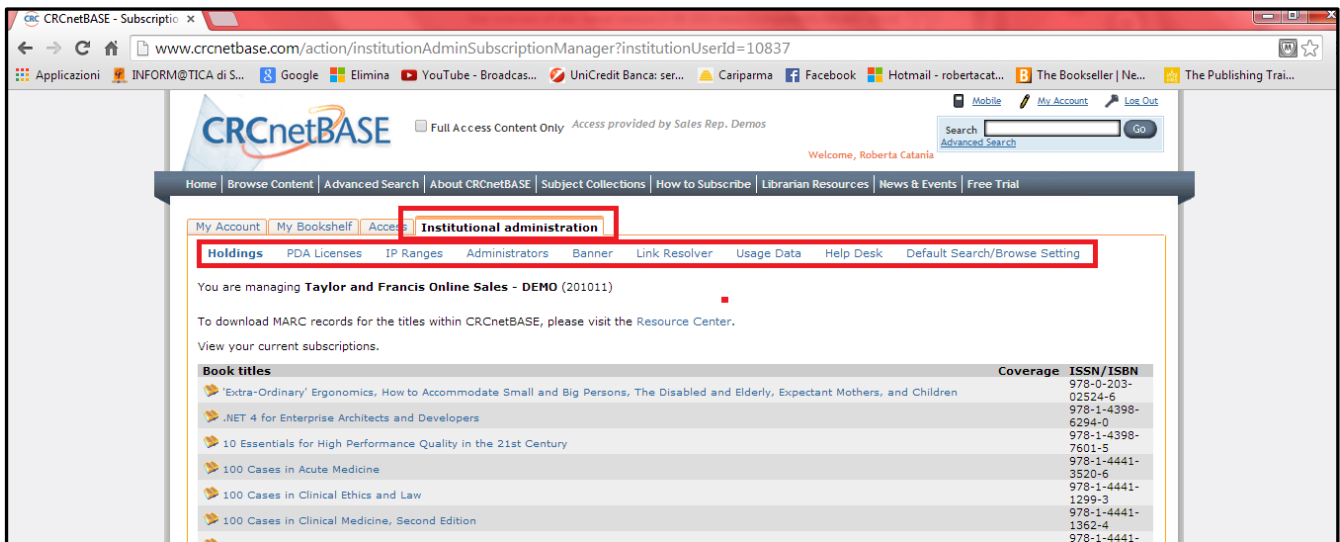 CRCnetBASE - Subscriptio
www.crcnetbase.com/action/institutionAdminSubscriptionManager?institutionUserId=10837
Applicazioni INFORM@TICA di S... Google Elimina YouTube - Broadcas... UniCredit Banca: ser... Cariparma Facebook Hotmail - robertacat... The Bookseller | Ne... The Publishing Trai...
Mobile My Account Log Out
CRCnetBASE Full Access Content Only Access provided by Sales Rep. Demos
Search Go
Advanced Search
Welcome, Roberta Catania
Home | Browse Content | Advanced Search | About CRCnetBASE | Subject Collections | How to Subscribe | Librarian Resources | News & Events | Free Trial
My Account My Bookshelf Access Institutional administration
Holdings PDA Licenses IP Ranges Administrators Banner Link Resolver Usage Data Help Desk Default Search/Browse Setting
You are managing Taylor and Francis Online Sales - DEMO (201011)
To download MARC records for the titles within CRCnetBASE, please visit the Resource Center.
View your current subscriptions.
Book titles Coverage ISSN/ISBN
'Extra-Ordinary' Ergonomics, How to Accommodate Small and Big Persons, The Disabled and Elderly, Expectant Mothers, and Children 978-0-203-
02524-6
.NET 4 for Enterprise Architects and Developers 978-1-4398-
6294-0
10 Essentials for High Performance Quality in the 21st Century 978-1-4398-
7601-5
100 Cases in Acute Medicine 978-1-4441-
3520-6
100 Cases in Clinical Ethics and Law 978-1-4441-
1299-3
100 Cases in Clinical Medicine, Second Edition 978-1-4441-
1362-4
978-1-4441-